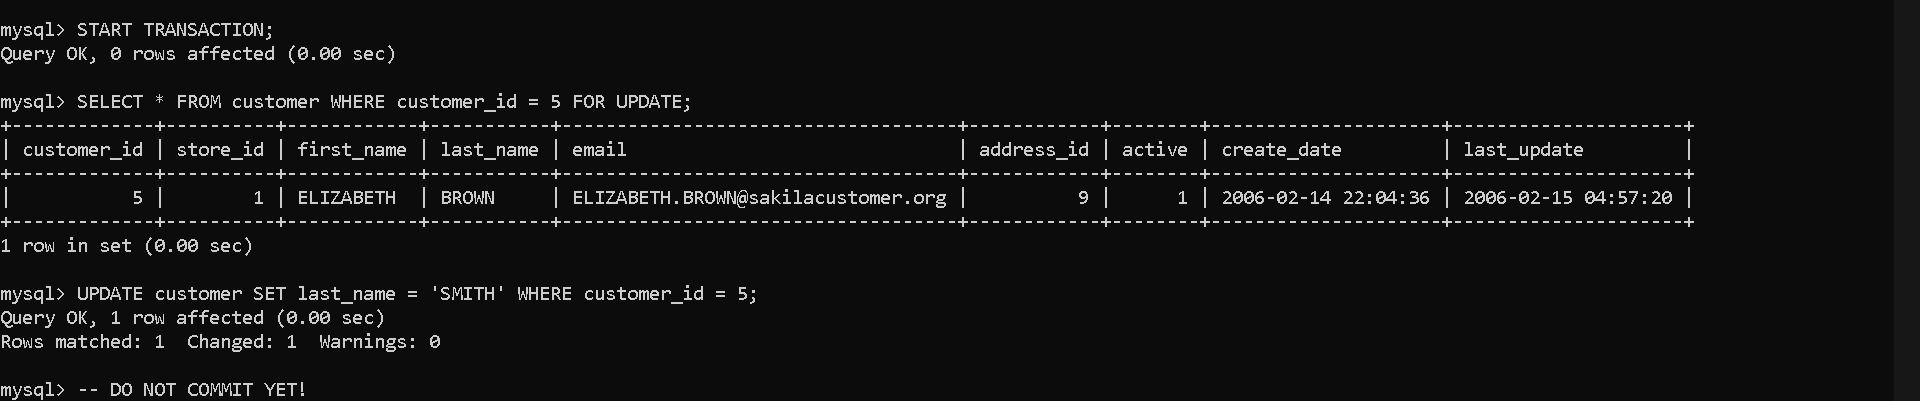 mysql> START TRANSACTION;
Query OK, 0 rows affected (0.00 sec)
mysql> SELECT * FROM customer WHERE customer_id = 5 FOR UPDATE;
+-------------+----------+------------+-----------+------------------------------------+------------+--------+---------------------+---------------------+
| customer_id | store_id | first_name | last_name | email                              | address_id | active | create_date         | last_update         |
+-------------+----------+------------+-----------+------------------------------------+------------+--------+---------------------+---------------------+
|           5 |        1 | ELIZABETH  | BROWN     | ELIZABETH.BROWN@sakilacustomer.org |          9 |      1 | 2006-02-14 22:04:36 | 2006-02-15 04:57:20 |
+-------------+----------+------------+-----------+------------------------------------+------------+--------+---------------------+---------------------+
1 row in set (0.00 sec)
mysql> UPDATE customer SET last_name = 'SMITH' WHERE customer_id = 5;
Query OK, 1 row affected (0.00 sec)
Rows matched: 1  Changed: 1  Warnings: 0
mysql> -- DO NOT COMMIT YET!